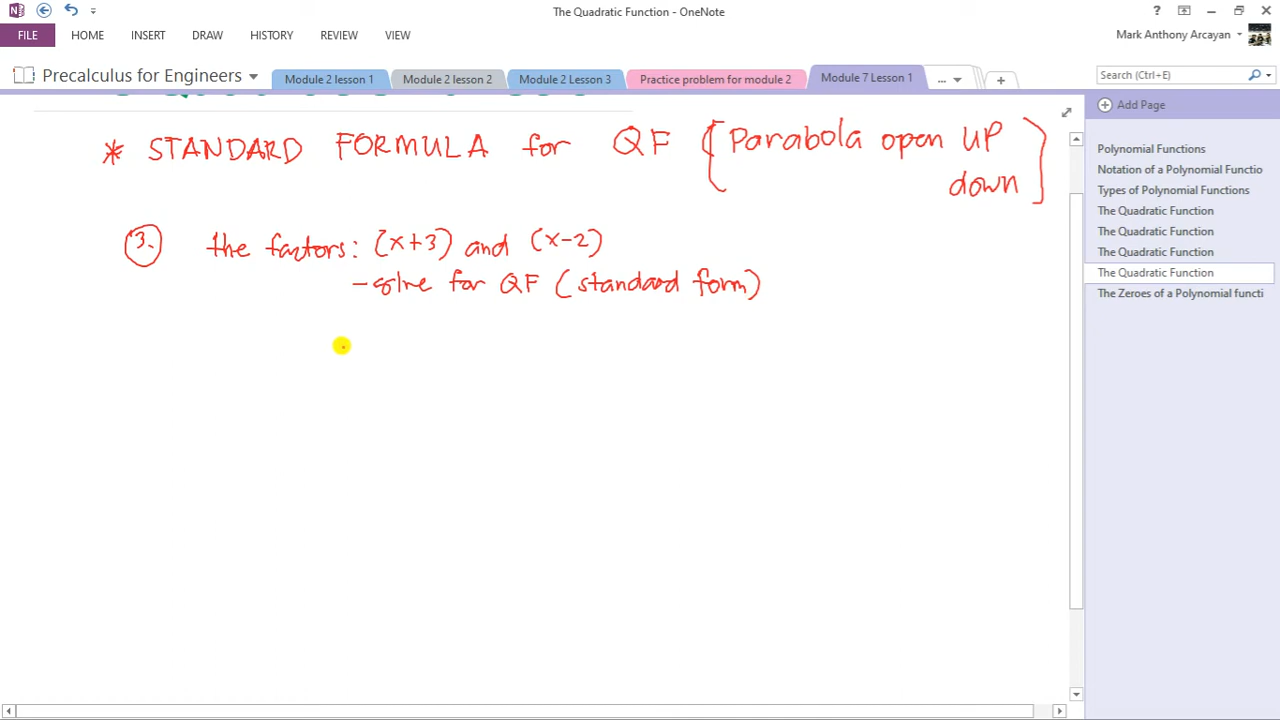 The Quadratic Function - OneNote
FILE HOME INSERT DRAW HISTORY REVIEW VIEW
Mark Anthony Arcayan
Precalculus for Engineers
Module 2 lesson 1
Module 2 lesson 2
Module 2 Lesson 3
Practice problem for module 2
Module 7 Lesson 1
...
Search (Ctrl+E)
* STANDARD FORMULA for QF {Parabola open UP
down}
3. the factors: (x+3) and (x-2)
- solve for QF (standard form)
Add Page
Polynomial Functions
Notation of a Polynomial Functio
Types of Polynomial Functions
The Quadratic Function
The Quadratic Function
The Quadratic Function
The Quadratic Function
The Zeroes of a Polynomial functi